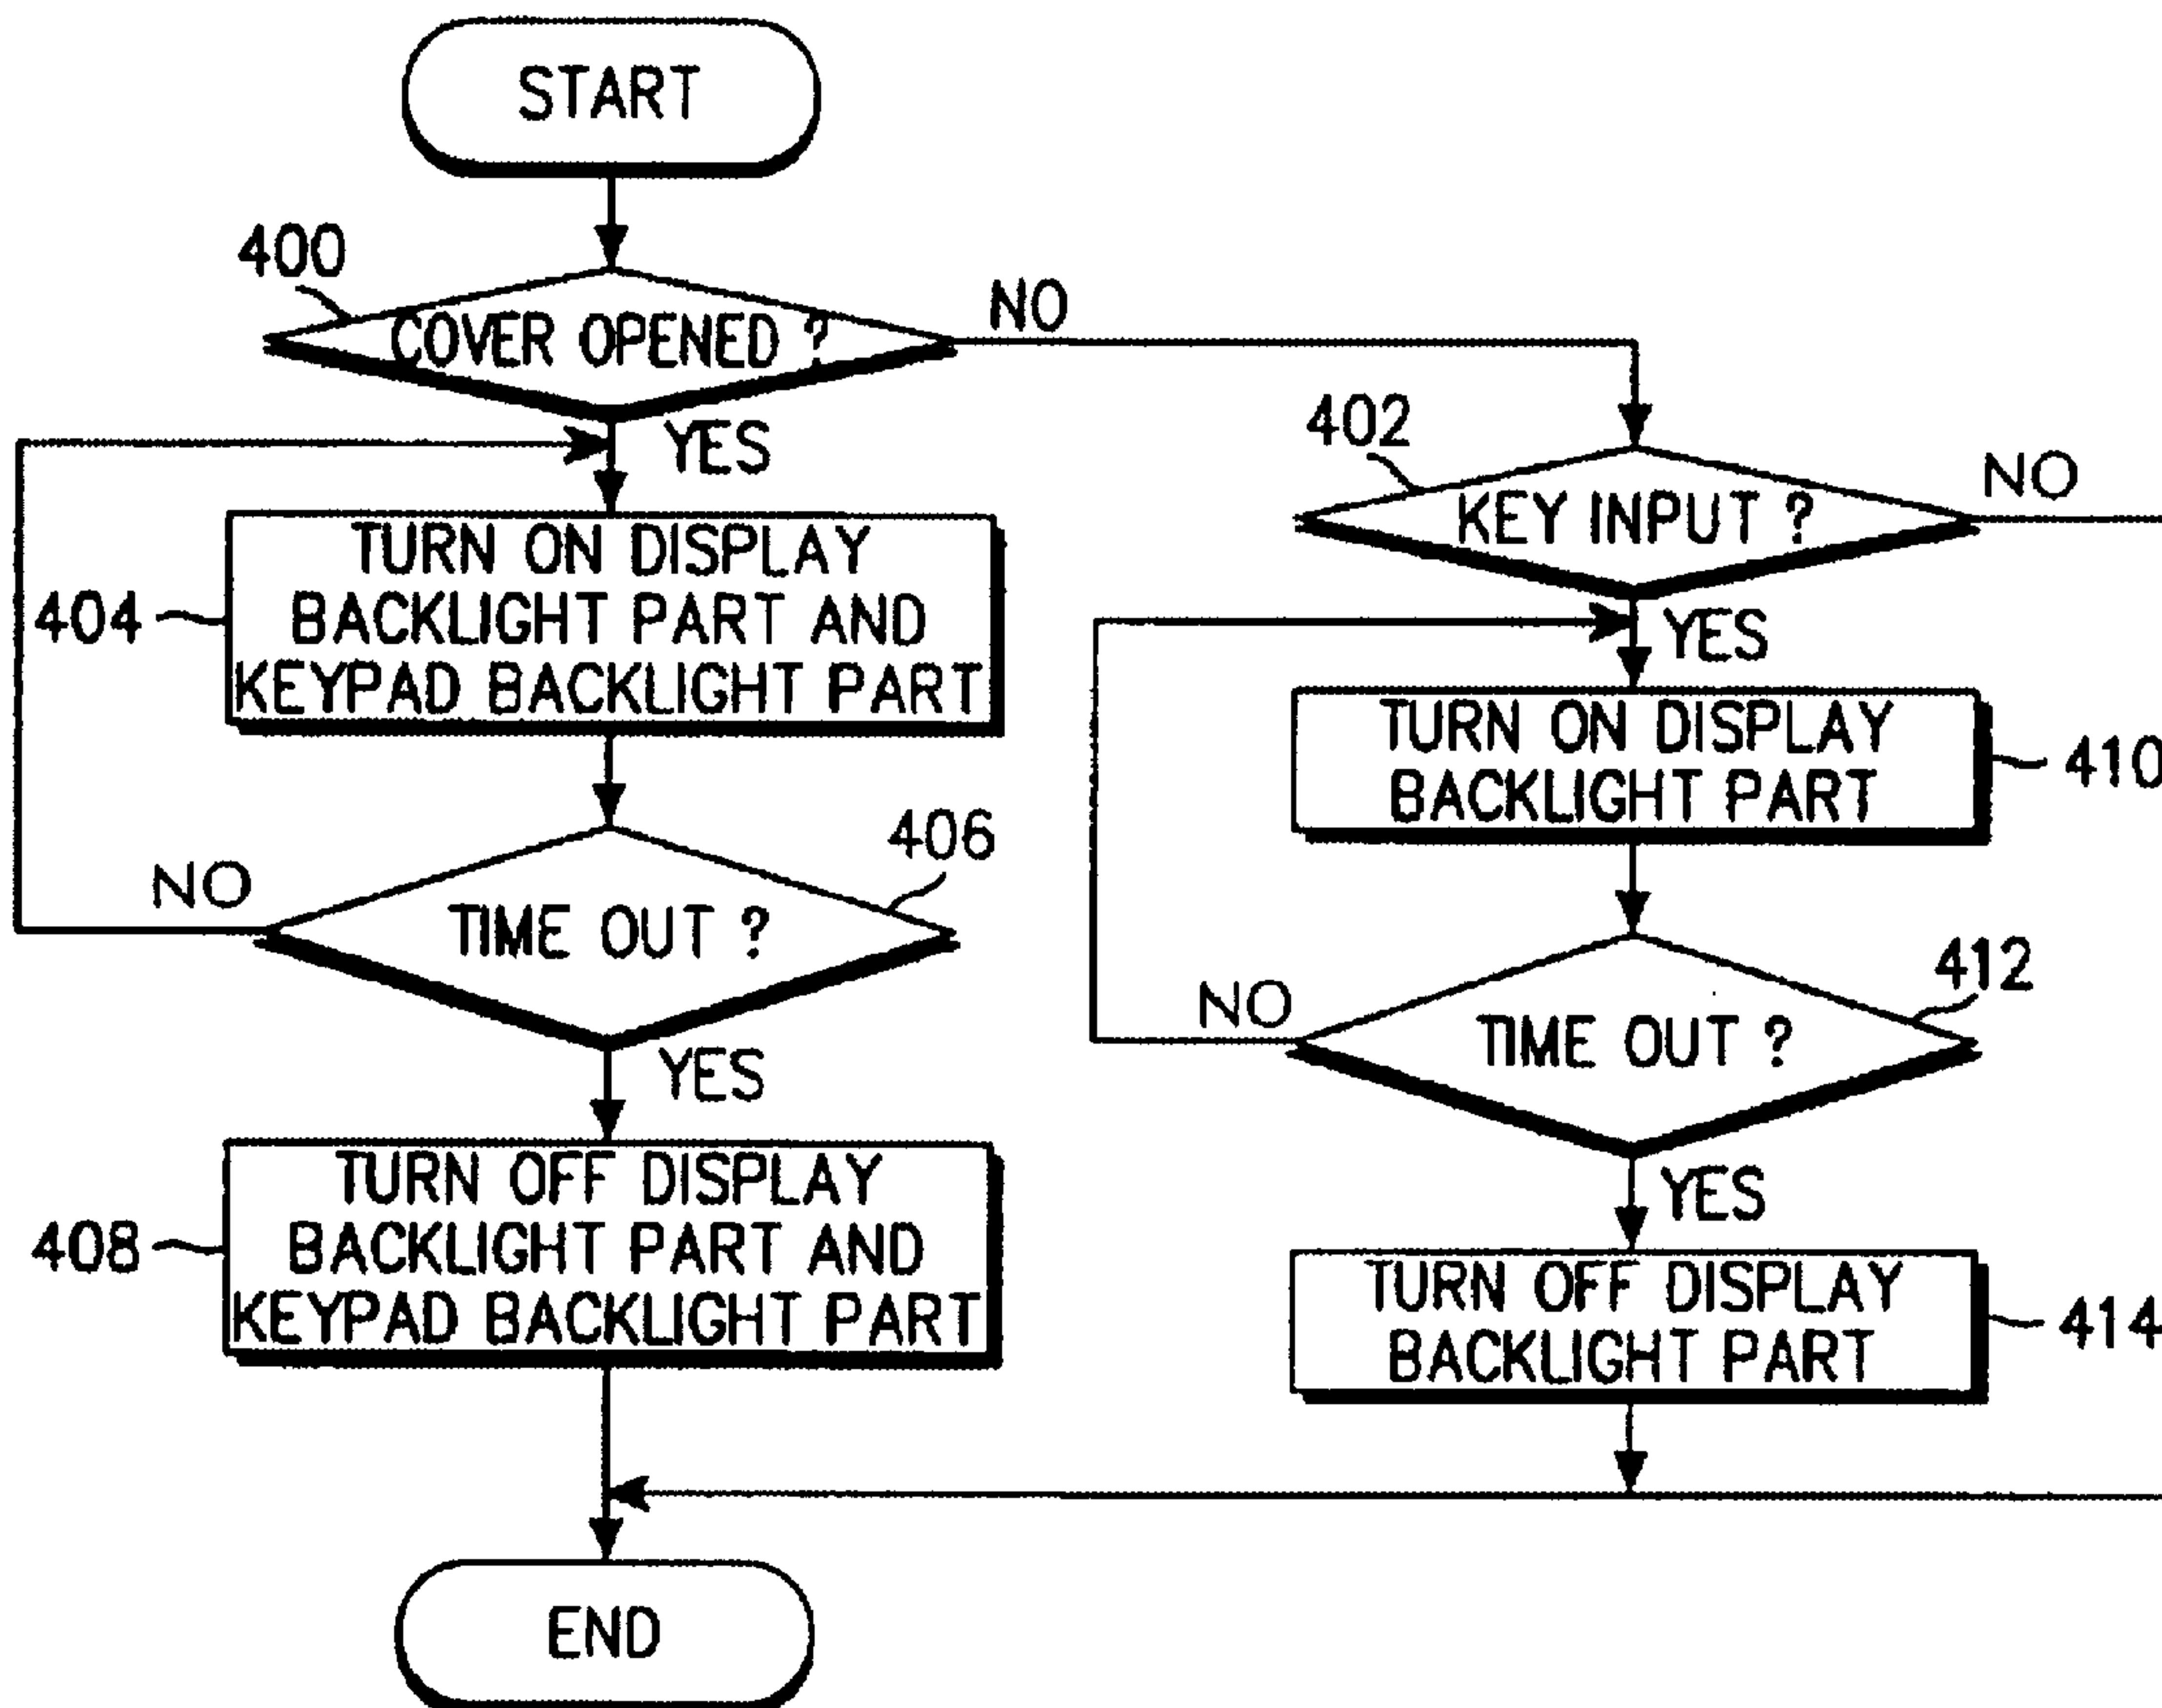 START
400
COVER OPENED ?
NO
YES
402
KEY INPUT ?
NO
YES
404
TURN ON DISPLAY
BACKLIGHT PART AND
KEYPAD BACKLIGHT PART
TURN ON DISPLAY
BACKLIGHT PART
410
406
TIME OUT ?
NO
YES
412
TIME OUT ?
NO
YES
408
TURN OFF DISPLAY
BACKLIGHT PART AND
KEYPAD BACKLIGHT PART
TURN OFF DISPLAY
BACKLIGHT PART
414
END